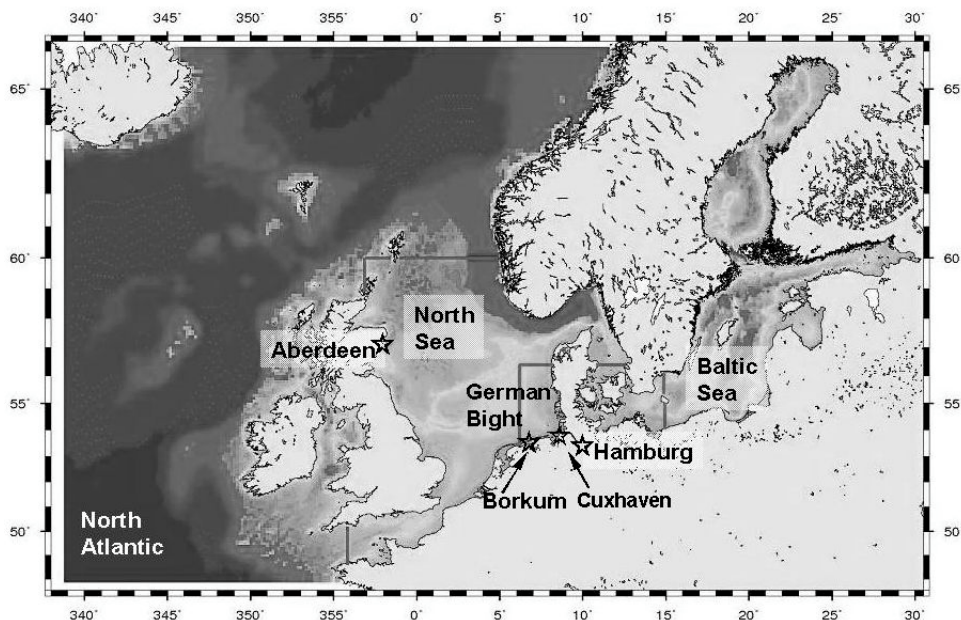 340° 345° 350° 355° 0° 5° 10° 15° 20° 25° 30°
65°
65°
60°
60°
North
Sea
Aberdeen
Baltic
Sea
German
Bight
55°
55°
Hamburg
Borkum
Cuxhaven
North
Atlantic
50°
50°
340° 345° 350° 355° 0° 5° 10° 15° 20° 25° 30°